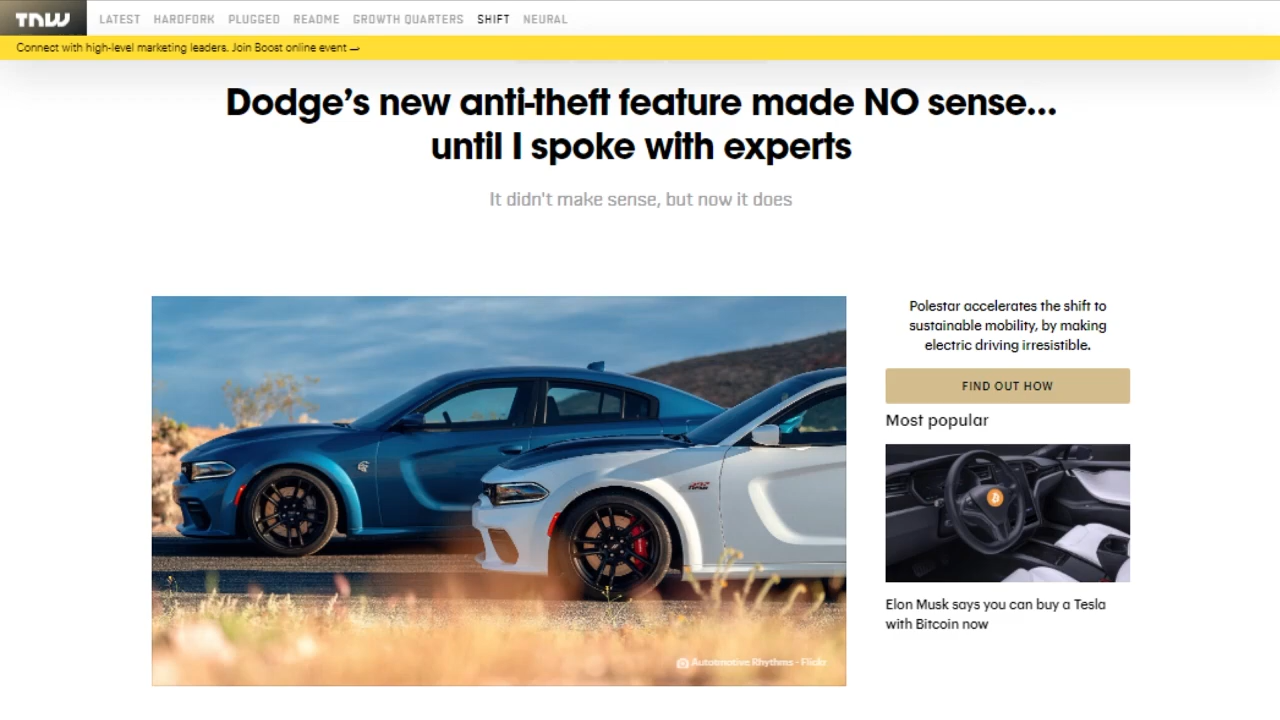 TNW
LATEST HARDFORK PLUGGED README GROWTH QUARTERS SHIFT NEURAL
Connect with high-level marketing leaders. Join Boost online event →
Dodge's new anti-theft feature made NO sense…
until I spoke with experts
It didn't make sense, but now it does
Polestar accelerates the shift to
sustainable mobility, by making
electric driving irresistible.
FIND OUT HOW
Most popular
Elon Musk says you can buy a Tesla
with Bitcoin now
Automotive Rhythms - Flickr